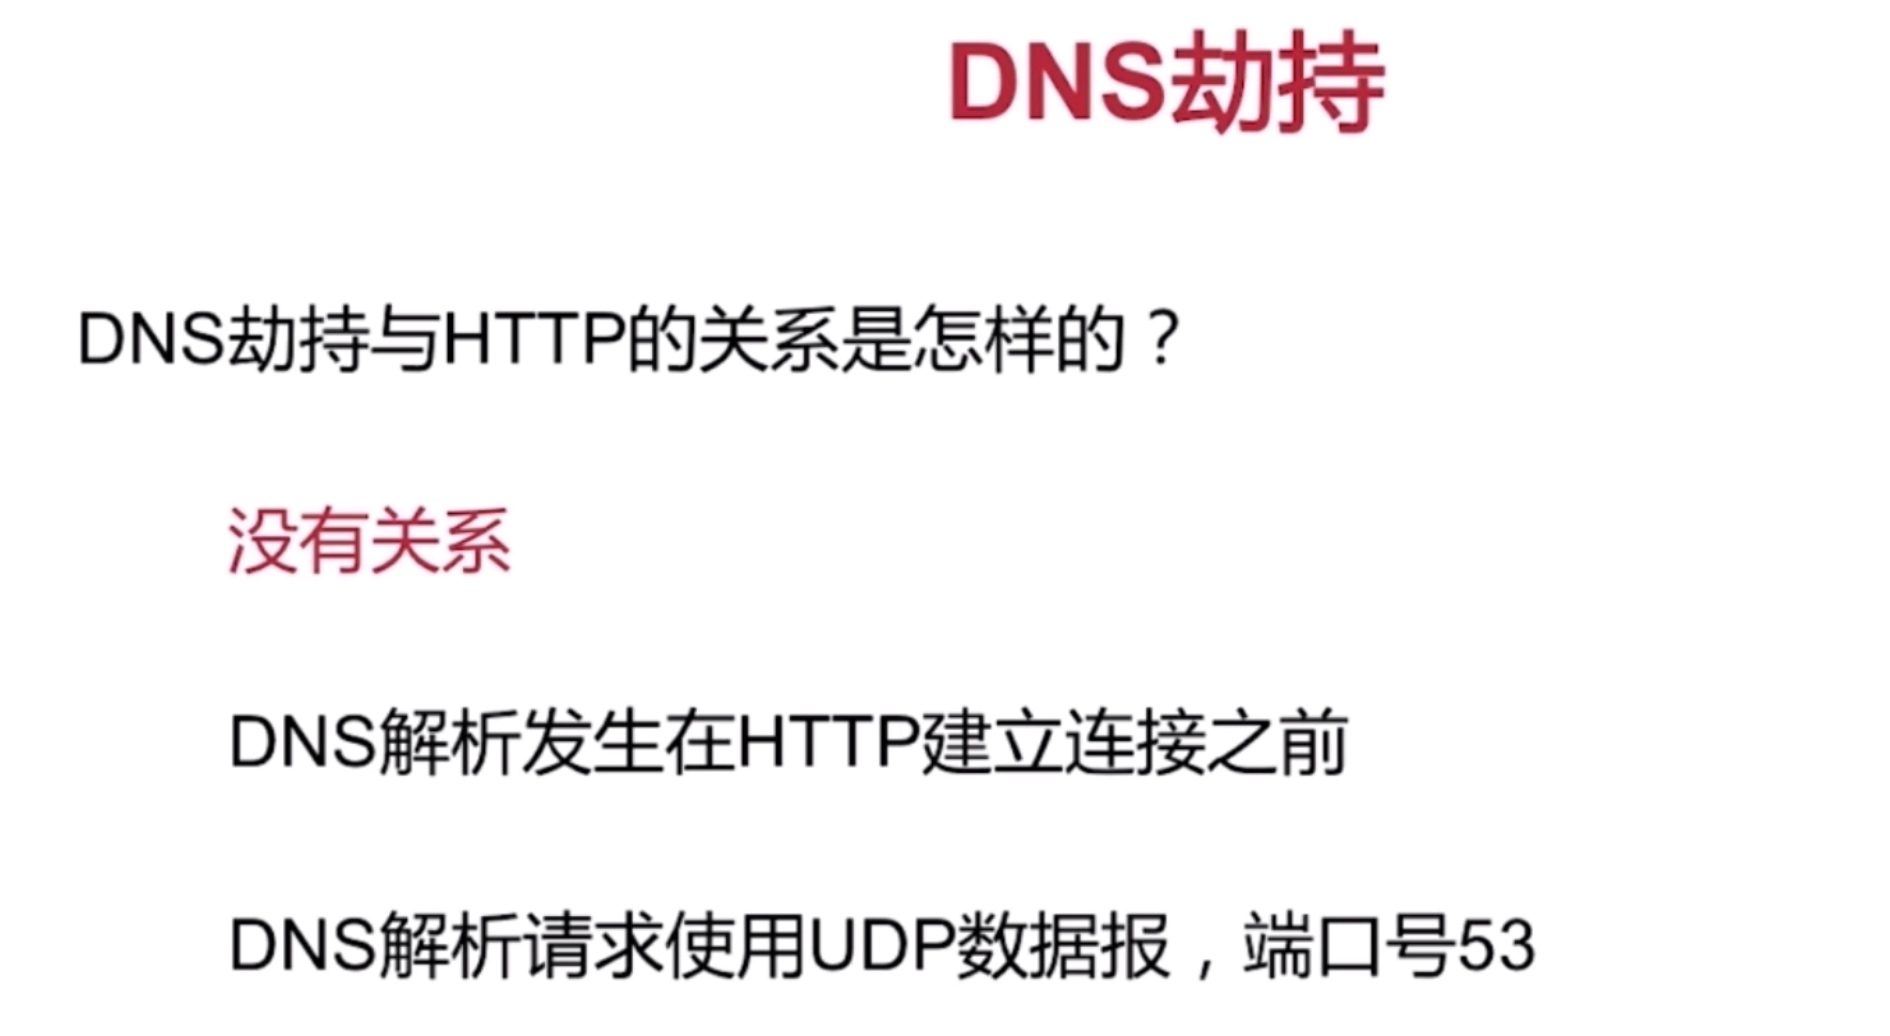 DNS劫持
DNS劫持与HTTP的关系是怎样的？
没有关系
DNS解析发生在HTTP建立连接之前
DNS解析请求使用UDP数据报，端口号53